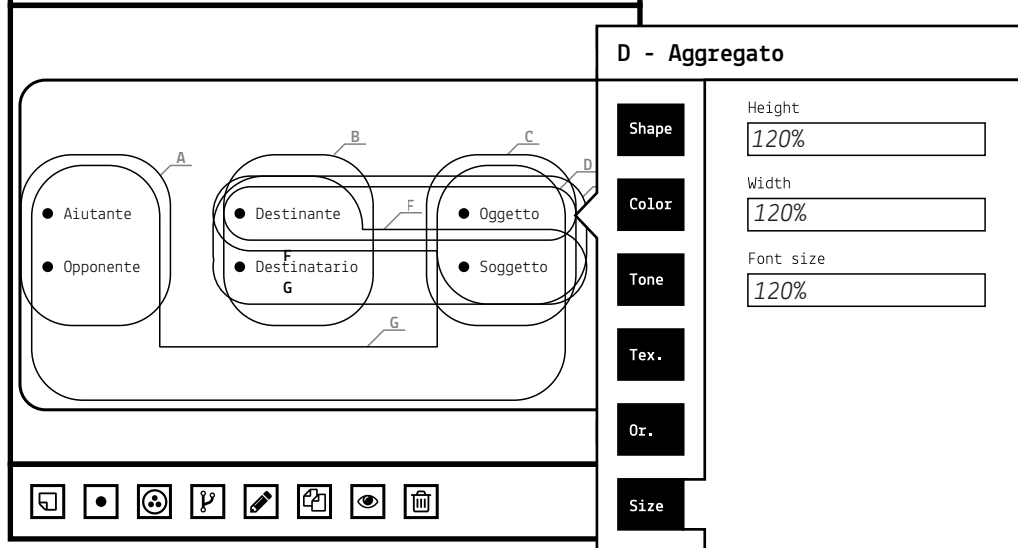 D - Aggregato
A
B
C
D
Aiutante
Destinante
F
Oggetto
Opponente
F
Destinatario
Soggetto
G
G
Shape
Color
Tone
Tex.
Or.
Size
Height
120%
Width
120%
Font size
120%